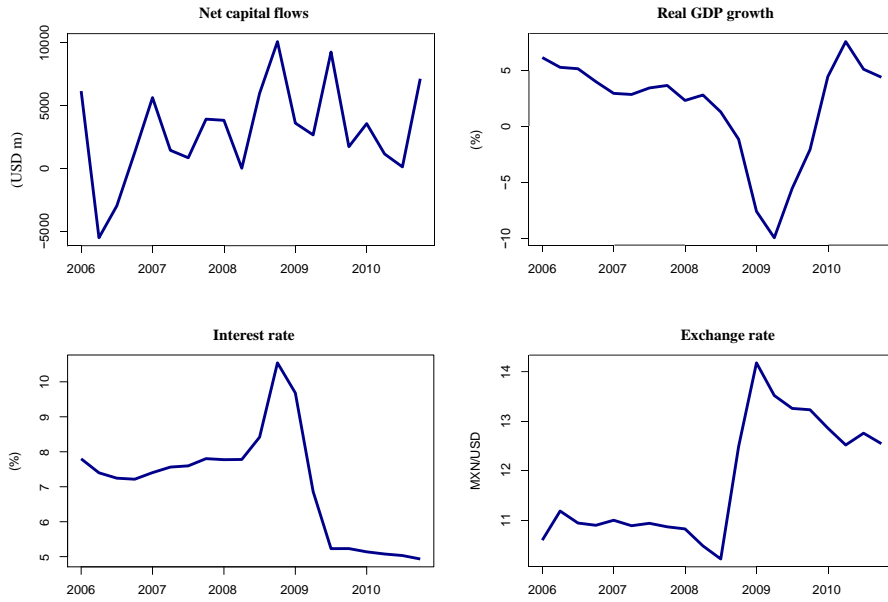 Net capital flows
(USD m)
10000
5000
0
−5000
2006 2007 2008 2009 2010
Real GDP growth
(%)
5
0
−5
−10
2006 2007 2008 2009 2010
Interest rate
(%)
10
9
8
7
6
5
2006 2007 2008 2009 2010
Exchange rate
MXN/USD
14
13
12
11
2006 2007 2008 2009 2010